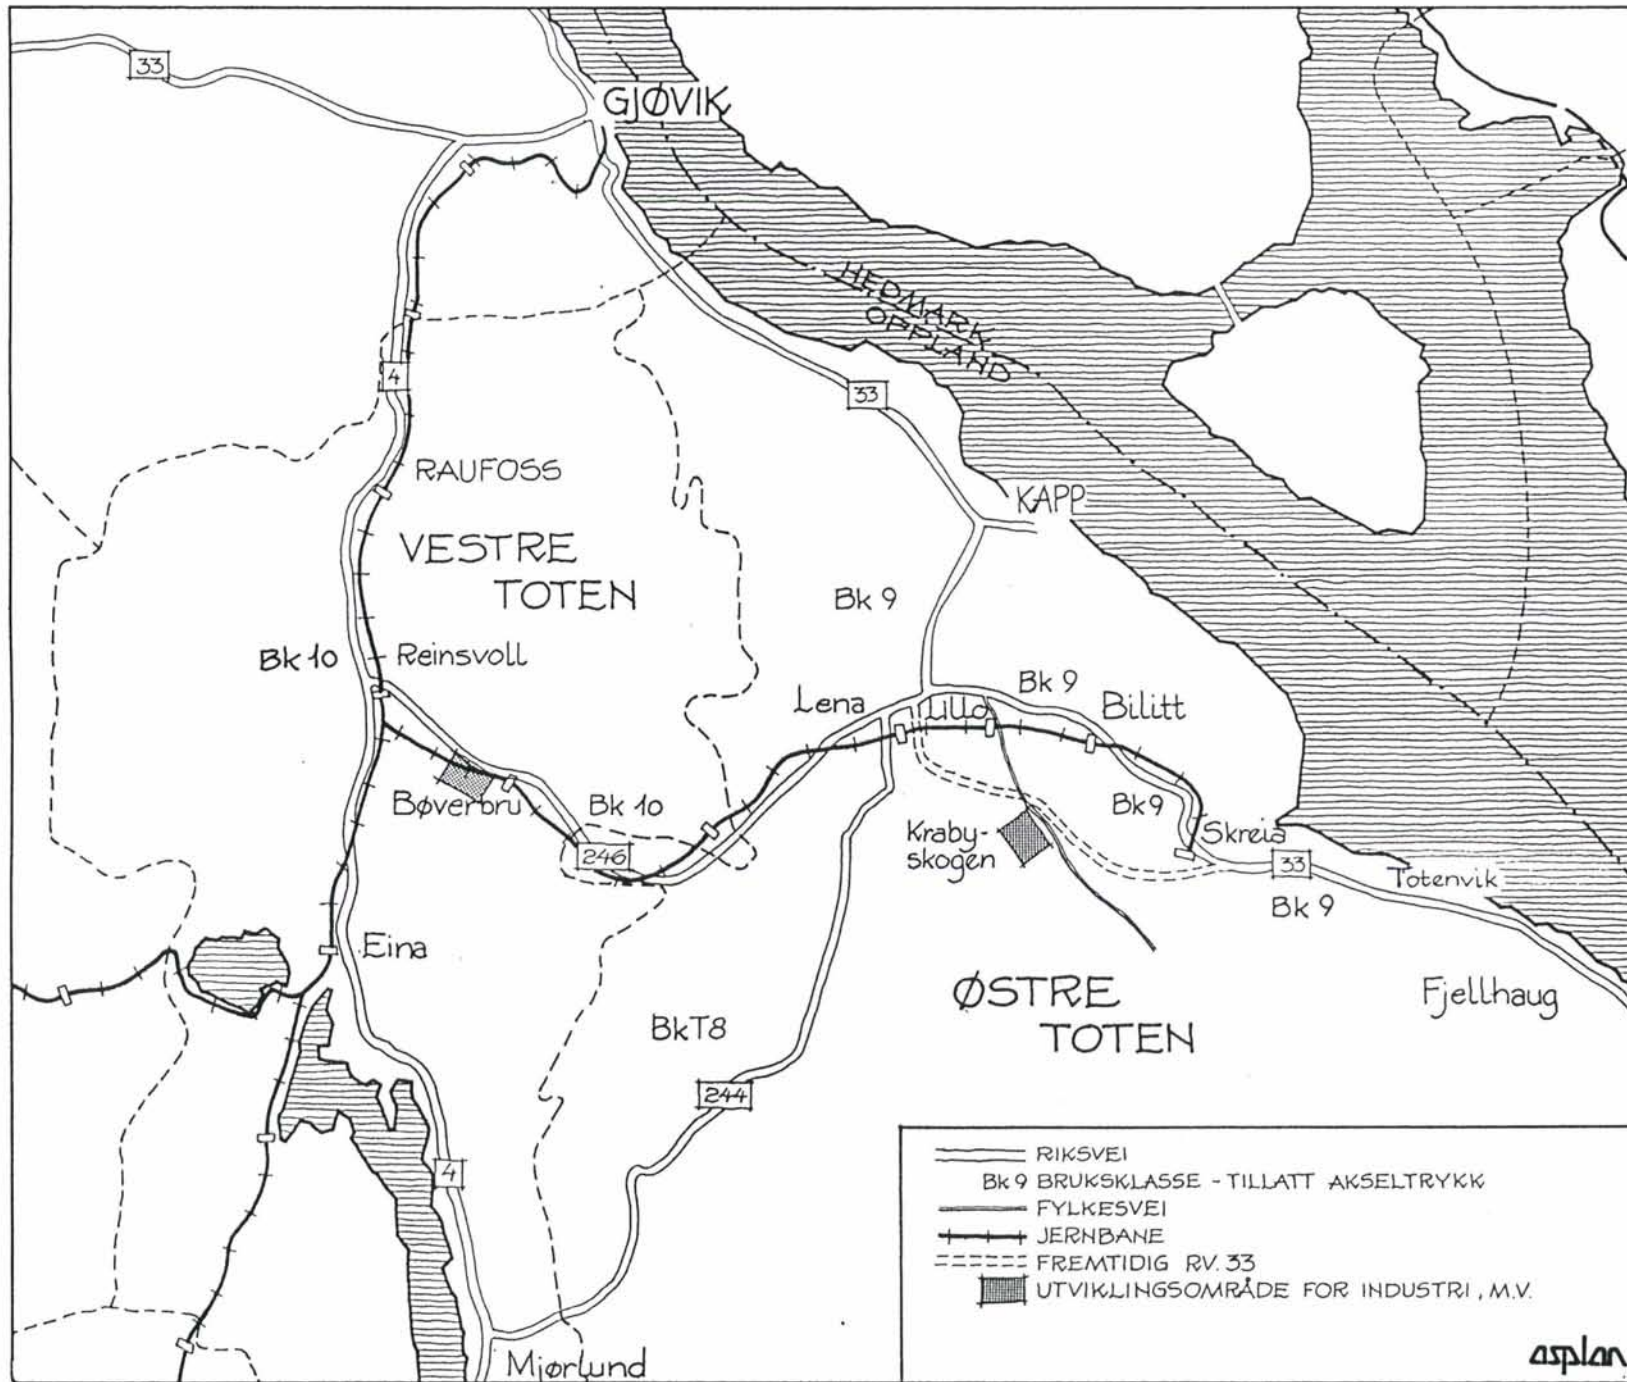 33
GJØVIK
HEDMARK
OPPLAND
4
33
RAUFOSS
KAPP
VESTRE
TOTEN
Bk 9
Bk 10
Reinsvoll
Lena
Lillo
Bk 9
Bilitt
Bøverbru
Bk 10
246
Kraby-
skogen
Bk 9
Skreia
33
Totenvik
Bk 9
Eina
ØSTRE
TOTEN
Fjellhaug
BkT8
244
4
Mjørlund
RIKSVEI
Bk 9 BRUKSKLASSE - TILLATT AKSELTRYKK
FYLKESVEI
JERNBANE
FREMTIDIG RV. 33
UTVIKLINGSOMRÅDE FOR INDUSTRI, M.V.
asplan